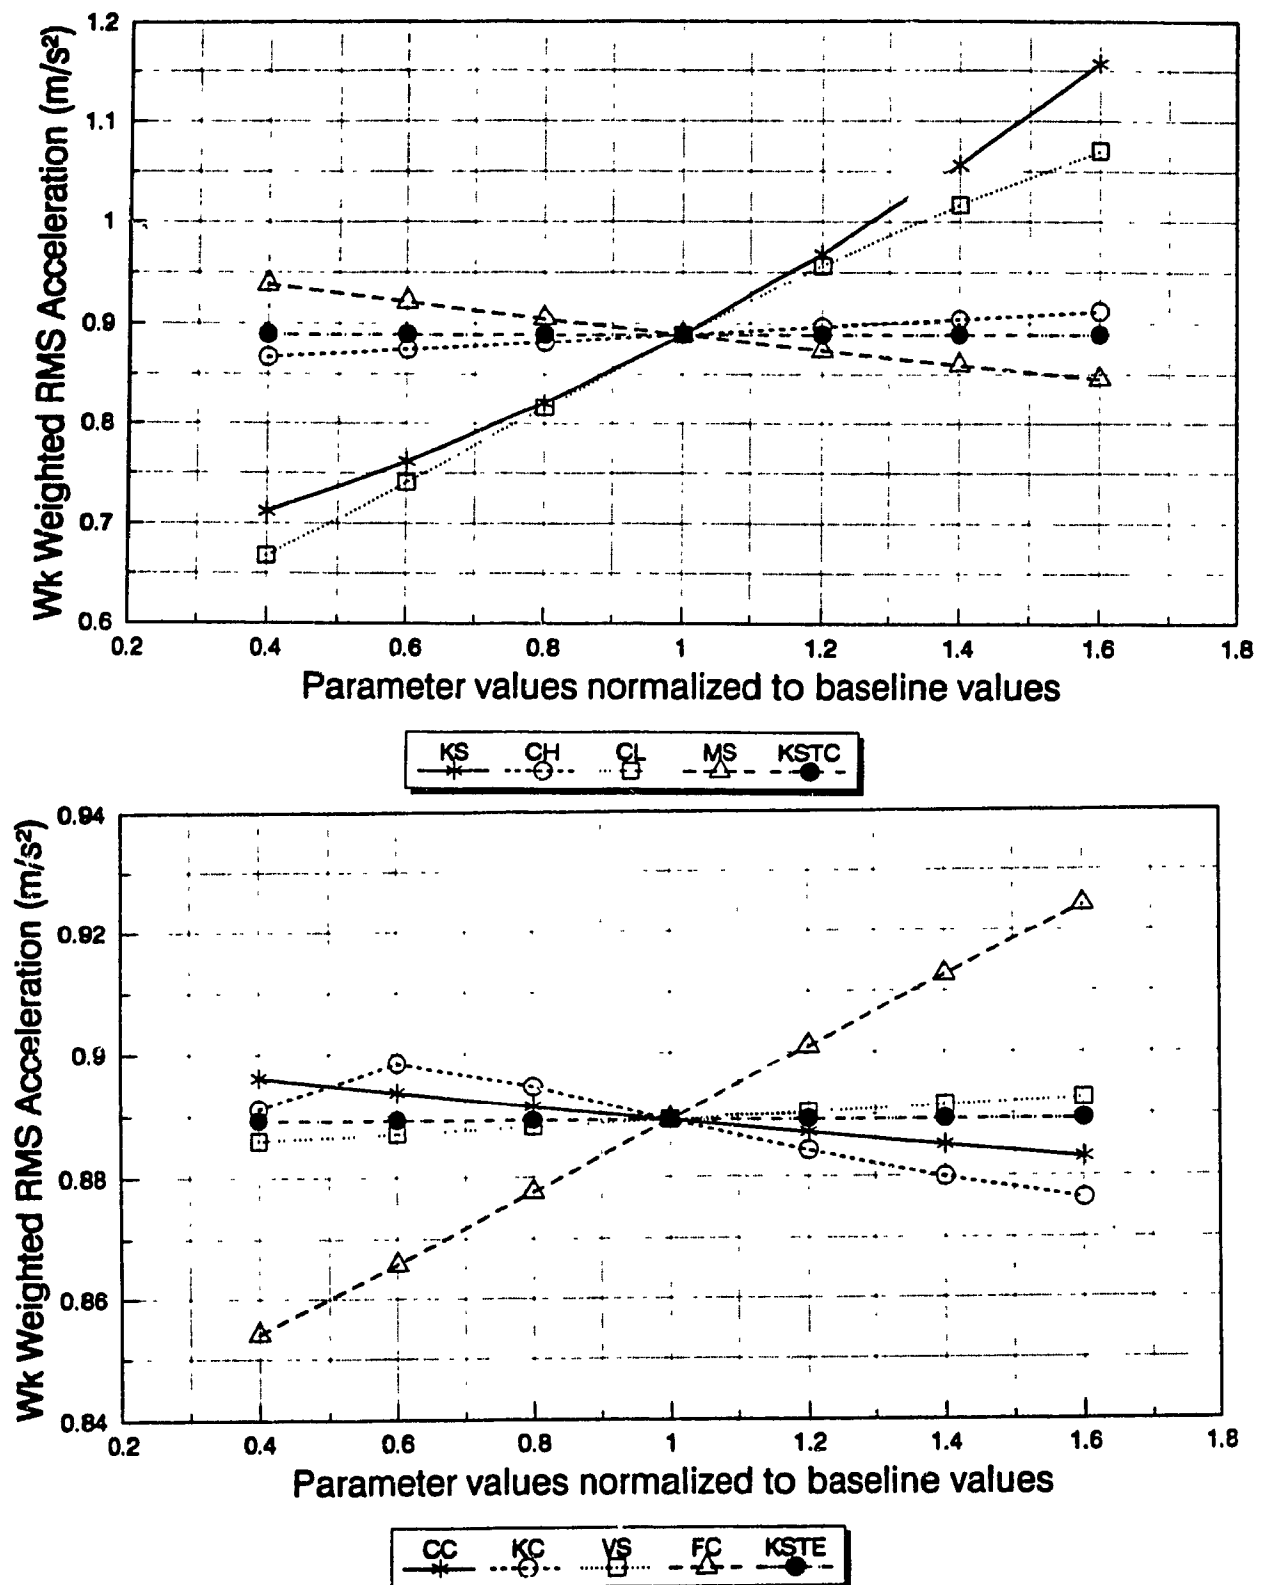 1.2
1.1
1
0.9
0.8
0.7
0.6
Wk Weighted RMS Acceleration (m/s²)
0.2 0.4 0.6 0.8 1 1.2 1.4 1.6 1.8
Parameter values normalized to baseline values
KS CH CL MS KSTC
0.94
0.92
0.9
0.88
0.86
0.84
Wk Weighted RMS Acceleration (m/s²)
0.2 0.4 0.6 0.8 1 1.2 1.4 1.6 1.8
Parameter values normalized to baseline values
CC KC VS FC KSTE